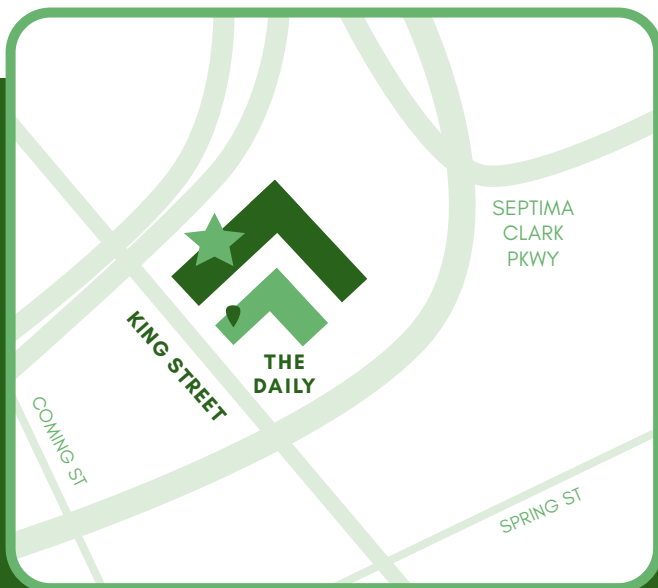 SEPTIMA
CLARK
PKWY
KING STREET
THE
DAILY
COMING ST
SPRING ST